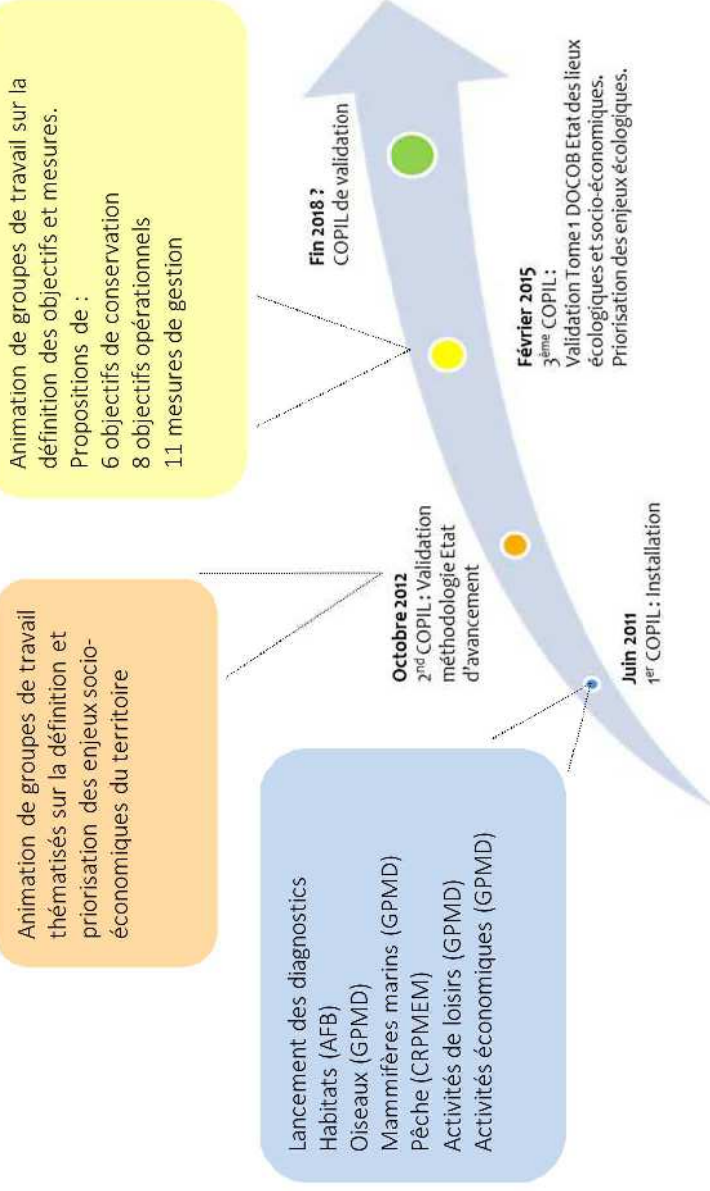 Animation de groupes de travail sur la
définition des objectifs et mesures.
Propositions de :
6 objectifs de conservation
8 objectifs opérationnels
11 mesures de gestion
Animation de groupes de travail
thématisés sur la définition et
priorisation des enjeux socio-
économiques du territoire
Lancement des diagnostics
Habitats (AFB)
Oiseaux (GPMD)
Mammifères marins (GPMD)
Pêche (CRPMEM)
Activités de loisirs (GPMD)
Activités économiques (GPMD)
Juin 2011
1er COPIL : Installation
Octobre 2012
2nd COPIL : Validation
méthodologie Etat
d'avancement
Février 2015
3ème COPIL :
Validation Tome 1 DOCOB Etat des lieux
écologiques et socio-économiques.
Priorisation des enjeux écologiques.
Fin 2018 ?
COPIL de validation